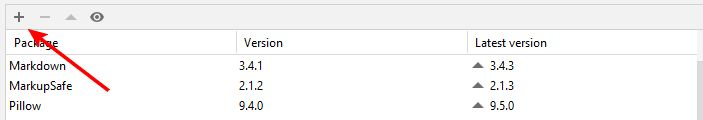 Package Version Latest version
Markdown 3.4.1 3.4.3
MarkupSafe 2.1.2 2.1.3
Pillow 9.4.0 9.5.0